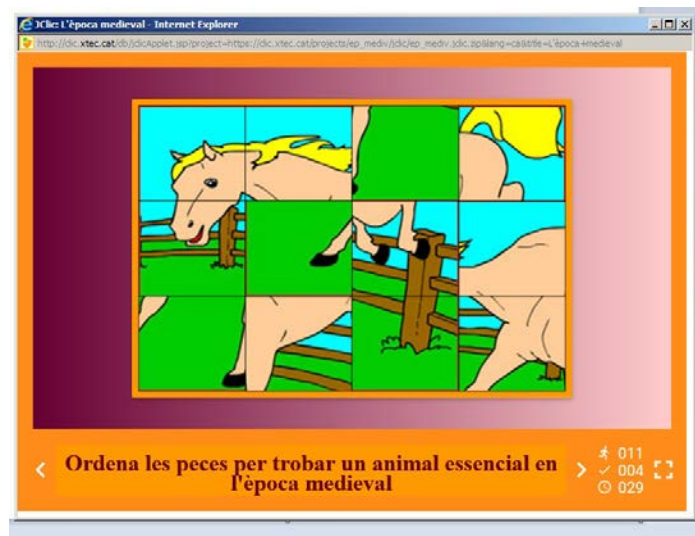 JClic: L'època medieval - Internet Explorer
http://clic.xtec.cat/db/jclicApplet.jsp?project=https://clic.xtec.cat/projects/ep_mediv/jclic/ep_mediv.jclic.zip&lang=ca&title=L'època+medieval
Ordena les peces per trobar un animal essencial en
l'època medieval
011
004
029